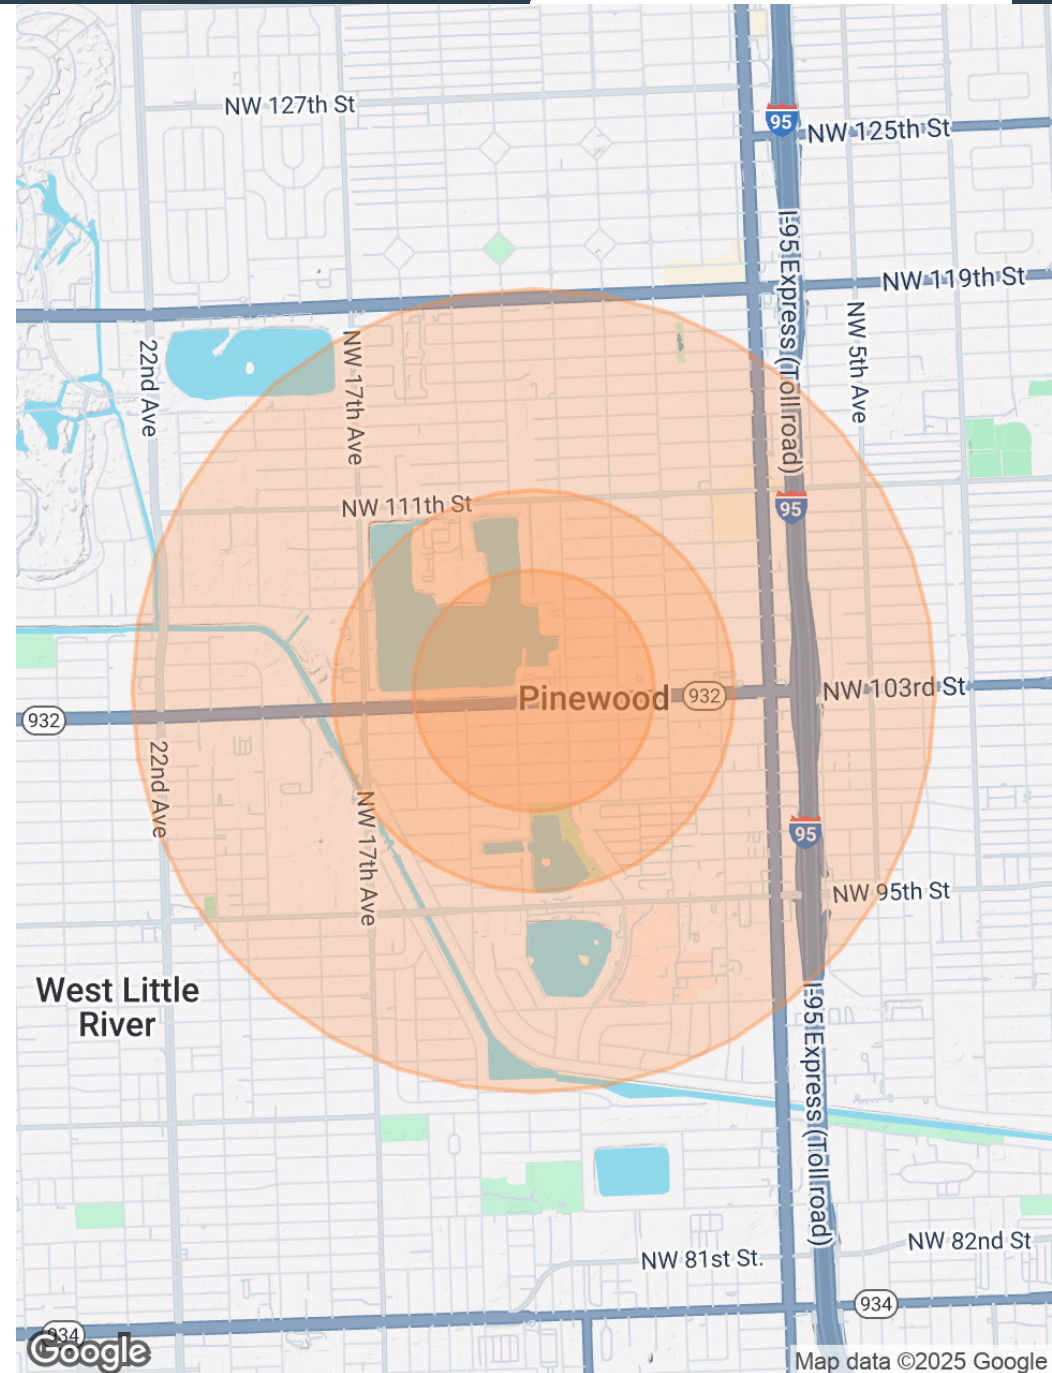 NW 127th St
95
NW 125th St
I-95 Express (Toll road)
NW 119th St
22nd Ave
NW 17th Ave
NW 5th Ave
NW 111th St
95
Pinewood
932
NW 103rd St
932
22nd Ave
NW 17th Ave
95
NW 95th St
West Little
River
I-95 Express (Toll road)
NW 82nd St
NW 81st St.
934
934
Google
Map data ©2025 Google